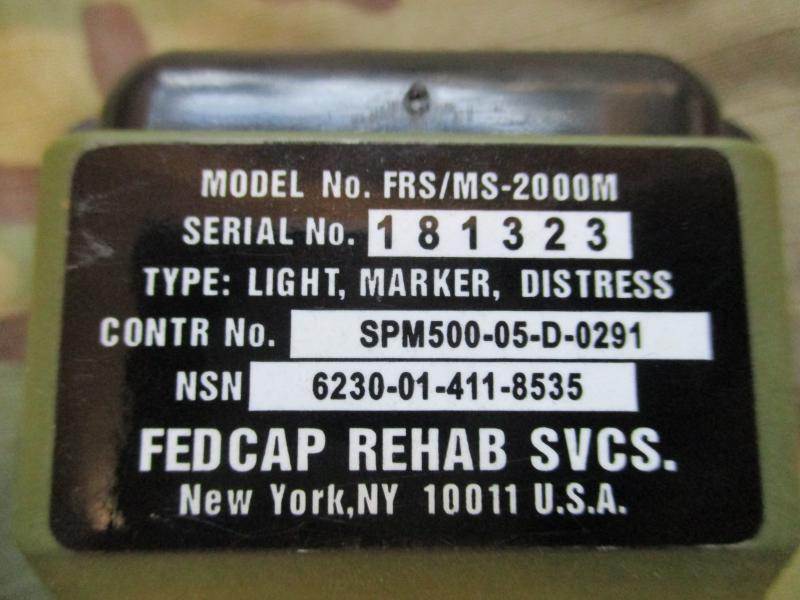 MODEL No. FRS/MS-2000M
SERIAL No. 181323
TYPE: LIGHT, MARKER, DISTRESS
CONTR No. SPM500-05-D-0291
NSN 6230-01-411-8535
FEDCAP REHAB SVCS.
New York,NY 10011 U.S.A.